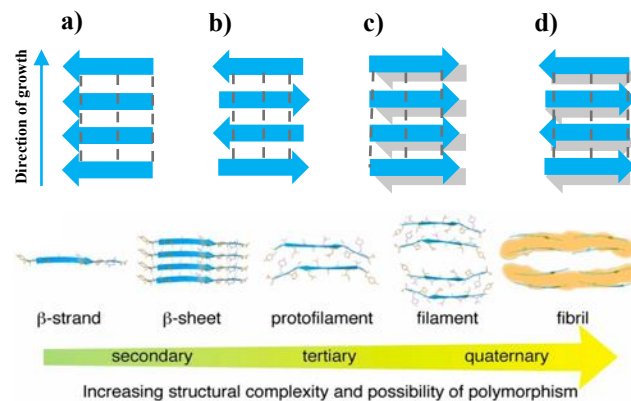 a) b) c) d)
Direction of growth
β-strand β-sheet protofilament filament fibril
secondary tertiary quaternary
Increasing structural complexity and possibility of polymorphism